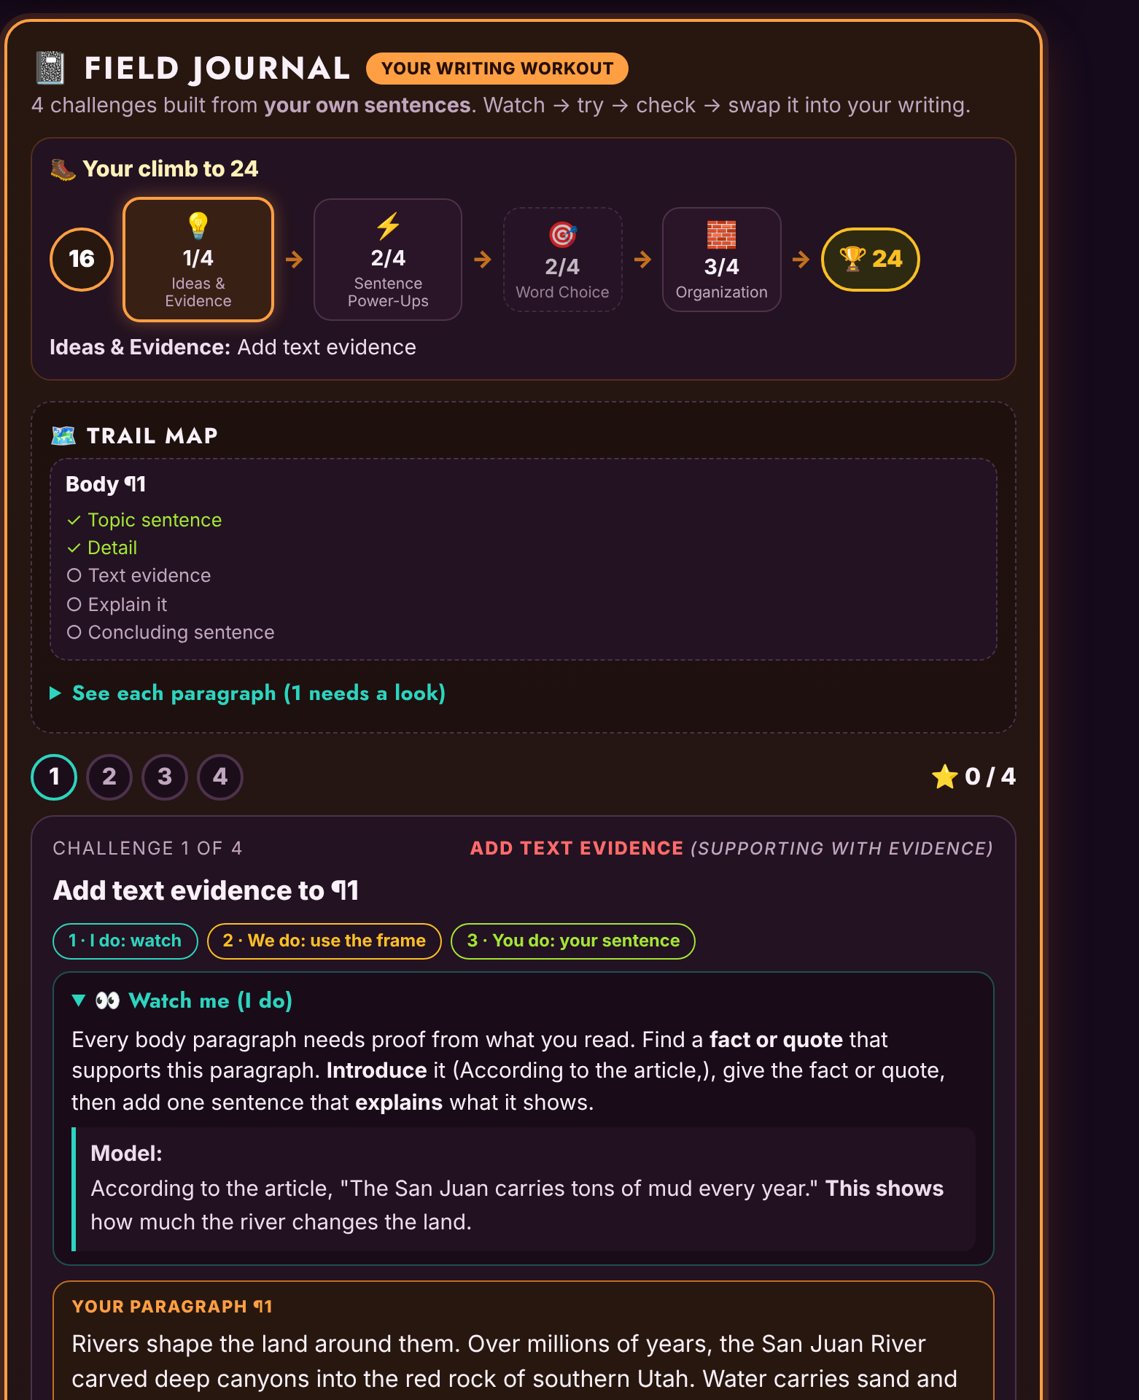 FIELD JOURNAL YOUR WRITING WORKOUT
4 challenges built from your own sentences. Watch → try → check → swap it into your writing.
Your climb to 24
16
1/4
Ideas &
Evidence
→
2/4
Sentence
Power-Ups
→
2/4
Word Choice
→
3/4
Organization
→
24
Ideas & Evidence: Add text evidence
TRAIL MAP
Body ¶1
✓ Topic sentence
✓ Detail
○ Text evidence
○ Explain it
○ Concluding sentence
▶ See each paragraph (1 needs a look)
1 2 3 4 0 / 4
CHALLENGE 1 OF 4 ADD TEXT EVIDENCE (SUPPORTING WITH EVIDENCE)
Add text evidence to ¶1
1 · I do: watch 2 · We do: use the frame 3 · You do: your sentence
▼ Watch me (I do)
Every body paragraph needs proof from what you read. Find a fact or quote that
supports this paragraph. Introduce it (According to the article,), give the fact or quote,
then add one sentence that explains what it shows.
Model:
According to the article, "The San Juan carries tons of mud every year." This shows
how much the river changes the land.
YOUR PARAGRAPH ¶1
Rivers shape the land around them. Over millions of years, the San Juan River
carved deep canyons into the red rock of southern Utah. Water carries sand and